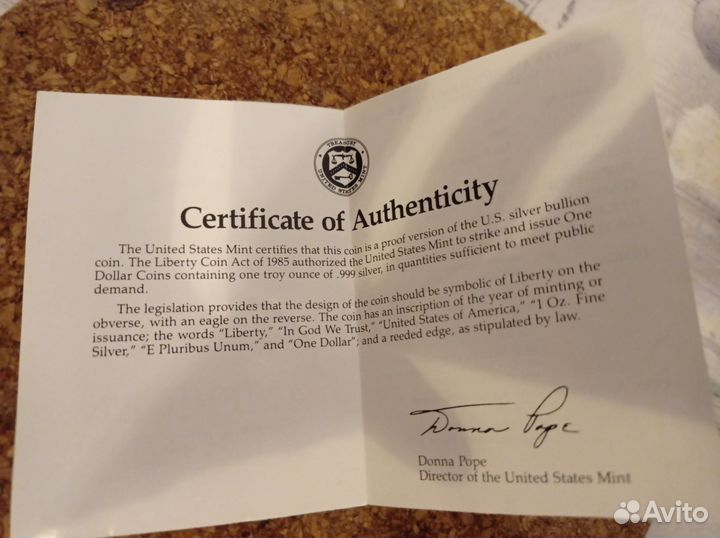 TREASURY
UNITED STATES MINT
Certificate of Authenticity
The United States Mint certifies that this coin is a proof version of the U.S. silver bullion
coin. The Liberty Coin Act of 1985 authorized the United States Mint to strike and issue One
Dollar Coins containing one troy ounce of .999 silver, in quantities sufficient to meet public
demand.
The legislation provides that the design of the coin should be symbolic of Liberty on the
obverse, with an eagle on the reverse. The coin has an inscription of the year of minting or
issuance; the words “Liberty,” “In God We Trust,” “United States of America,” “1 Oz. Fine
Silver,” “E Pluribus Unum,” and “One Dollar”; and a reeded edge, as stipulated by law.
Donna Pope
Donna Pope
Director of the United States Mint
Avito